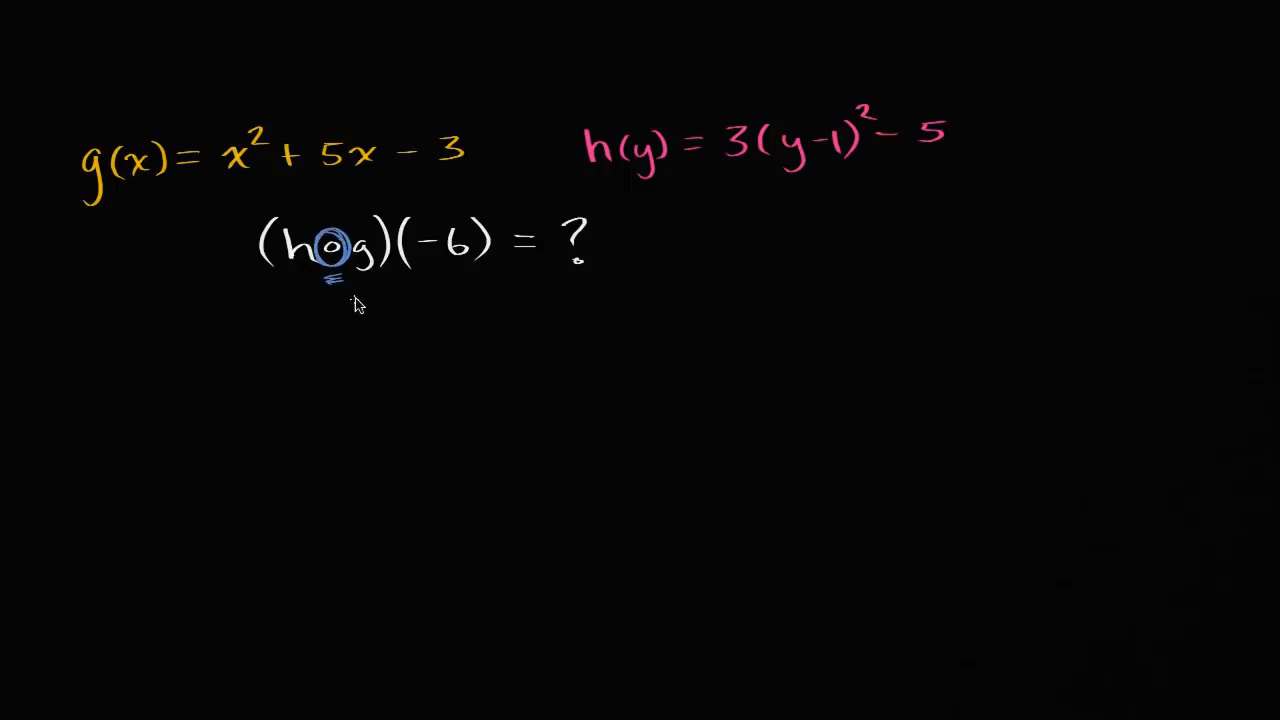 g(x) = x² + 5x - 3
h(y) = 3(y-1)² - 5
(h∘g)(-6) = ?